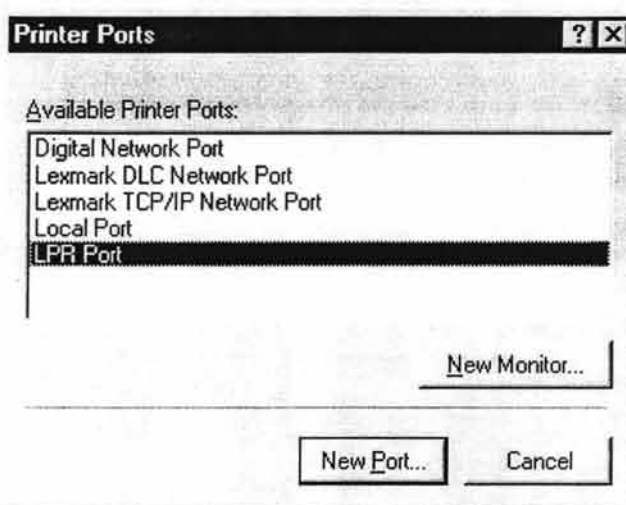 Printer Ports ? X
Available Printer Ports:
Digital Network Port
Lexmark DLC Network Port
Lexmark TCP/IP Network Port
Local Port
LPR Port
New Monitor...
New Port... Cancel